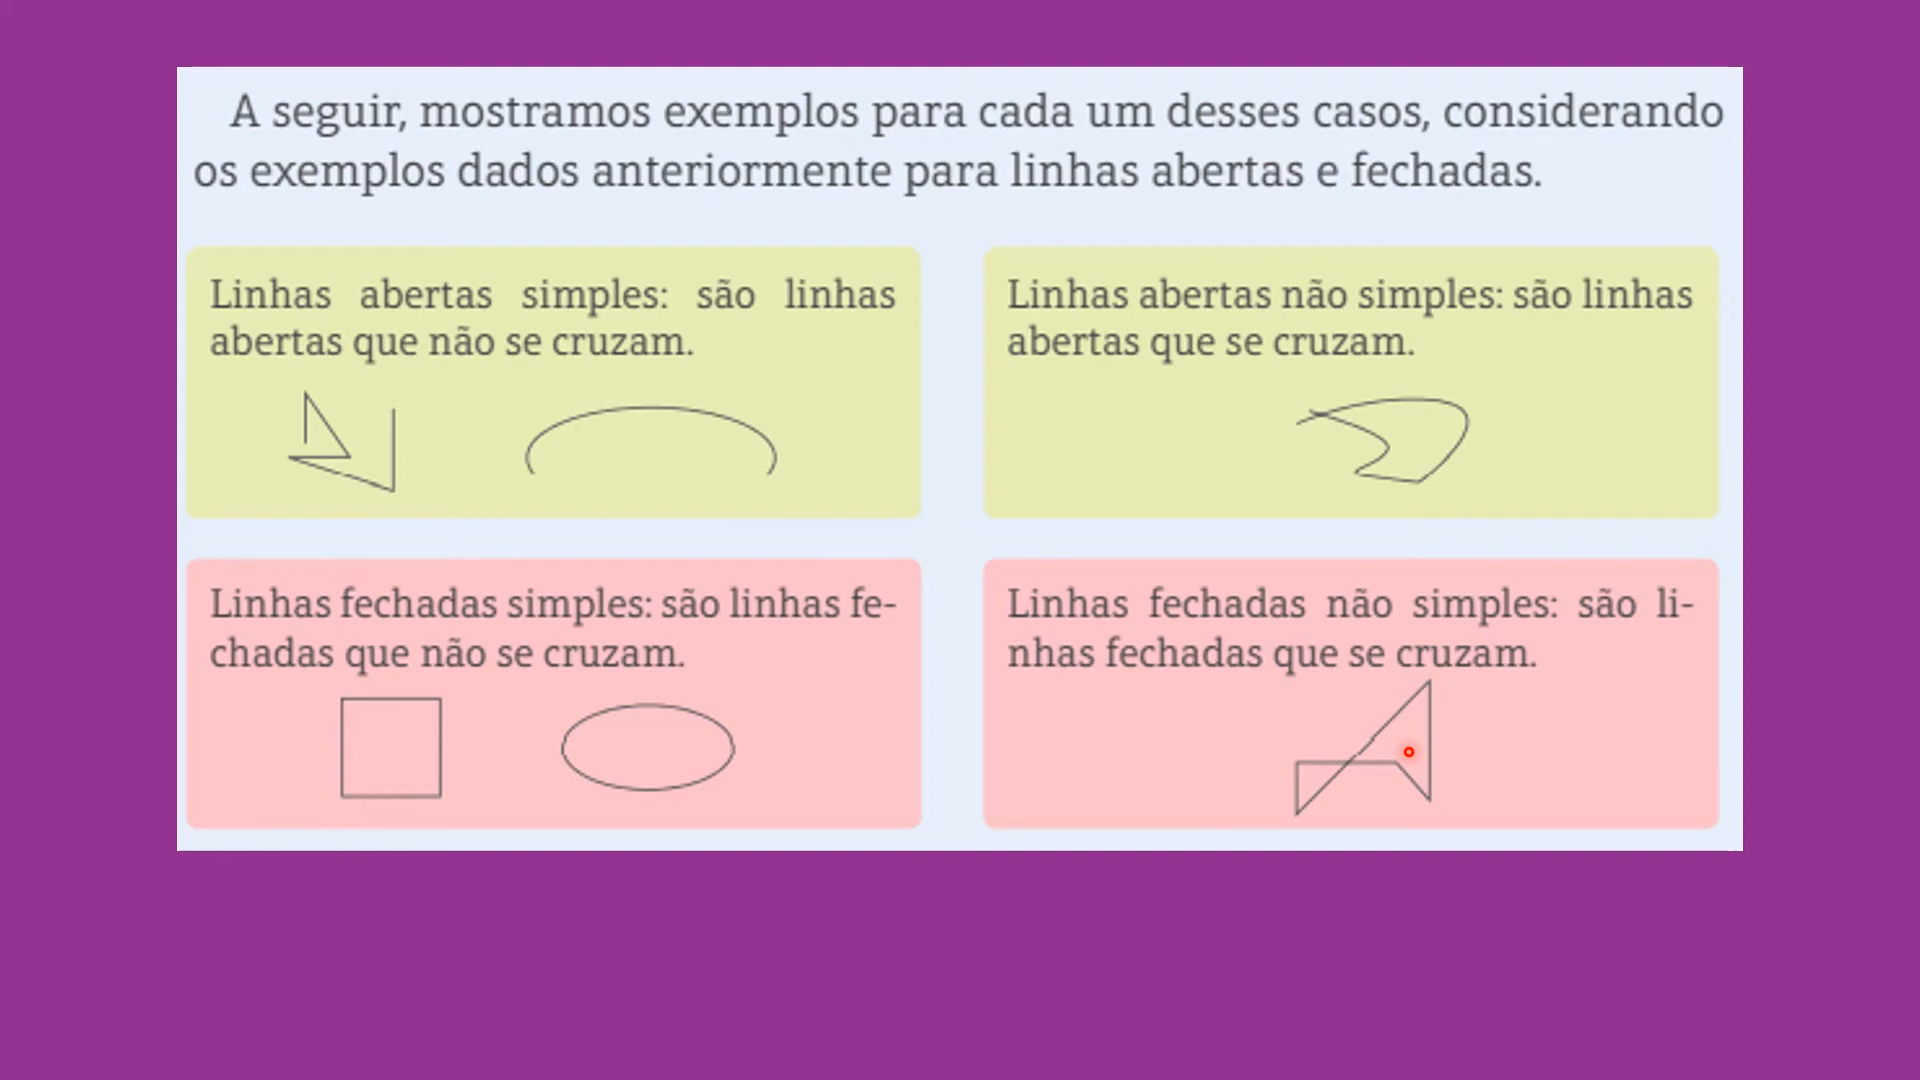 A seguir, mostramos exemplos para cada um desses casos, considerando
os exemplos dados anteriormente para linhas abertas e fechadas.
Linhas abertas simples: são linhas
abertas que não se cruzam.
Linhas abertas não simples: são linhas
abertas que se cruzam.
Linhas fechadas simples: são linhas fe-
chadas que não se cruzam.
Linhas fechadas não simples: são li-
nhas fechadas que se cruzam.